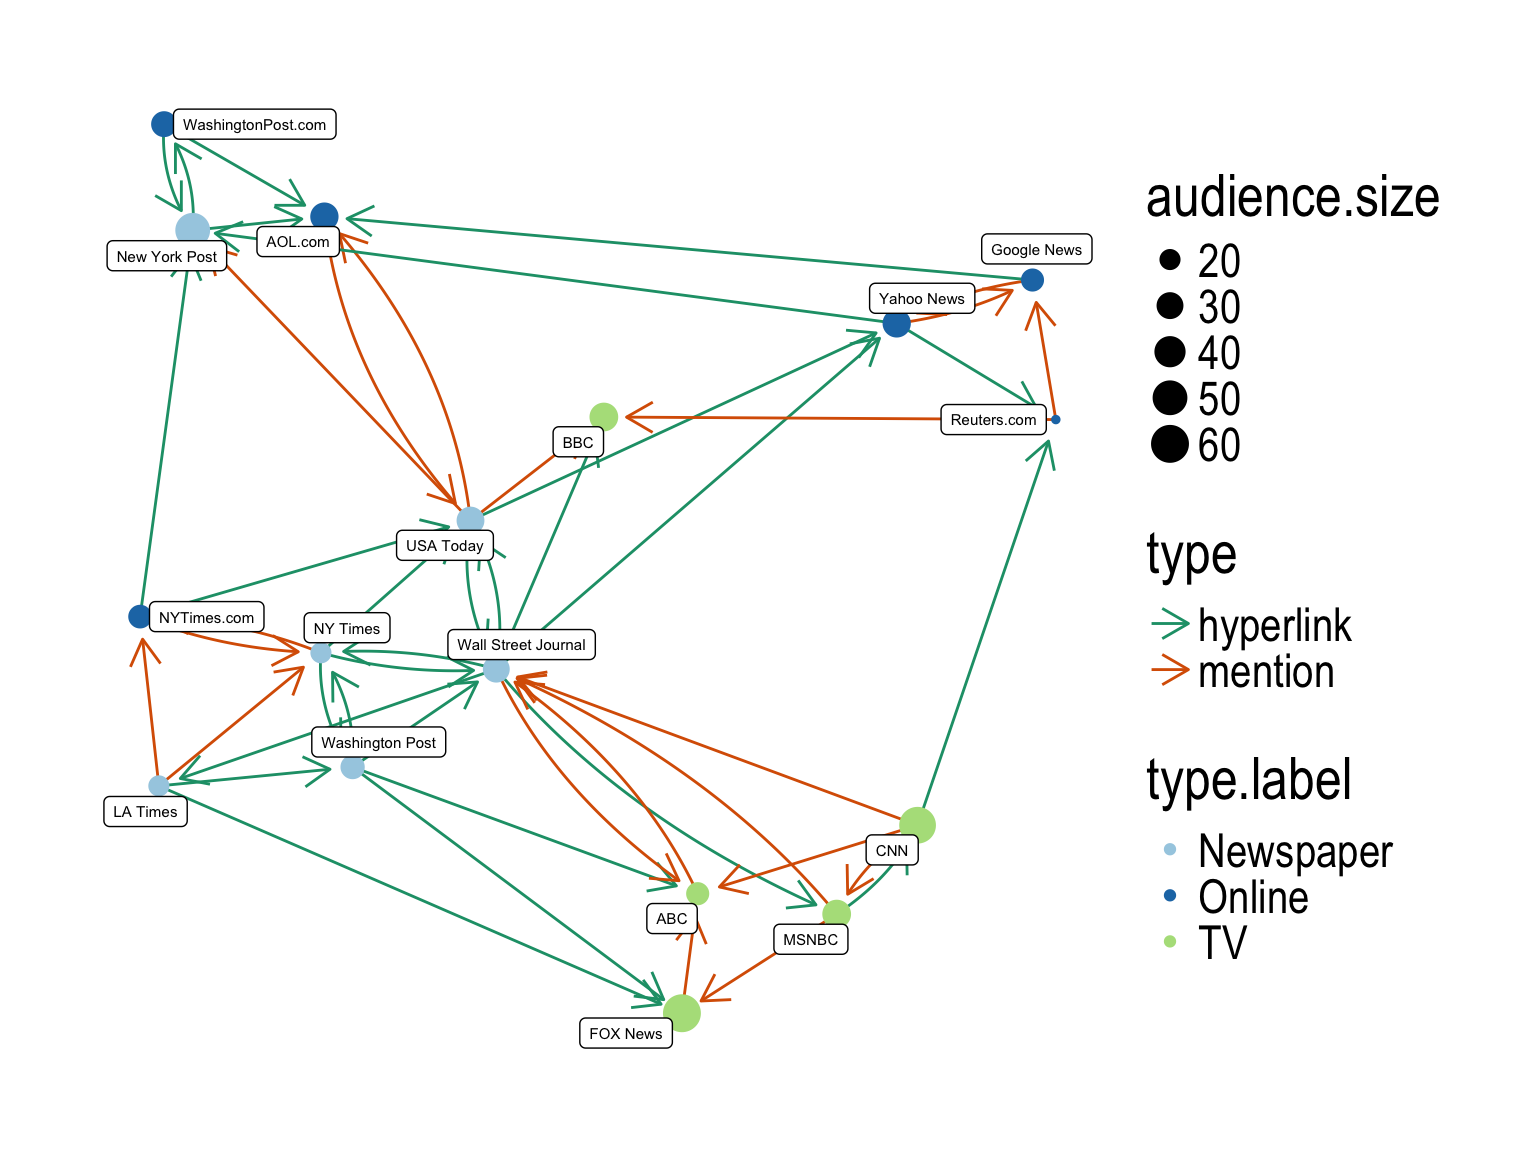 WashingtonPost.com
New York Post
AOL.com
Google News
Yahoo News
BBC
Reuters.com
USA Today
NYTimes.com
NY Times
Wall Street Journal
Washington Post
LA Times
CNN
ABC
MSNBC
FOX News
audience.size
20
30
40
50
60
type
hyperlink
mention
type.label
Newspaper
Online
TV